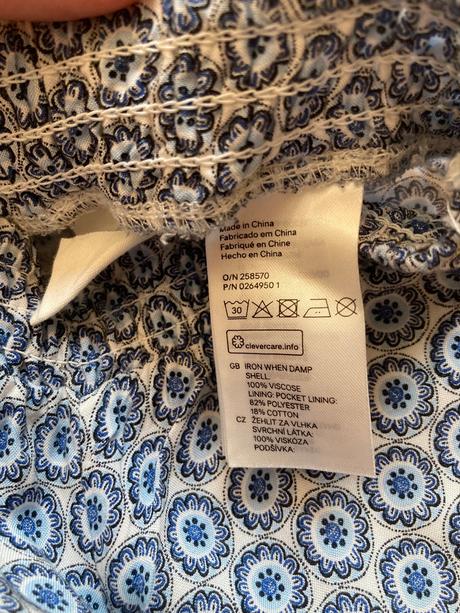 Made in China
Fabricado em China
Fabriqué en Chine
Hecho en China
O/N 258570
P/N 0264950 1
30
clevercare.info
GB IRON WHEN DAMP
SHELL:
100% VISCOSE
LINING: POCKET LINING:
82% POLYESTER
18% COTTON
CZ ŽEHLIT ZA VLHKA
SVRCHNÍ LÁTKA:
100% VISKÓZA
PODŠÍVKA: